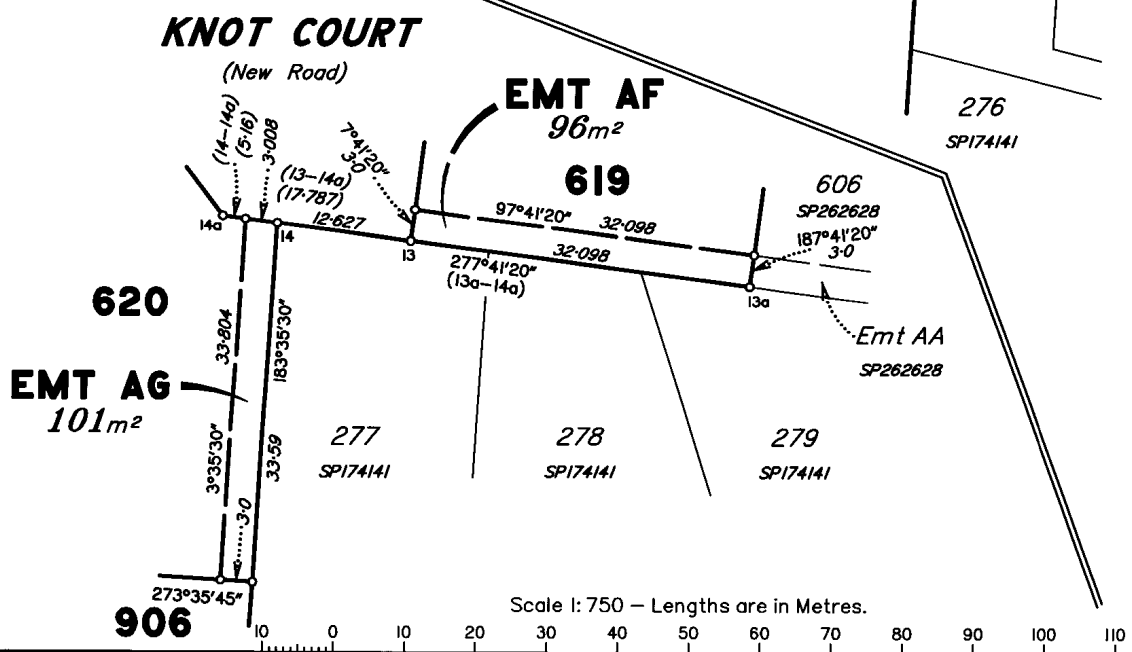 KNOT COURT
(New Road)
EMT AF
96m²
276
SP174141
(14-14a)
(5·16)
3·008
(13-14a)
(17·787)
12·627
7°41'20"
3·0
619
606
SP262628
187°41'20"
3·0
97°41'20"
32·098
32·098
277°41'20"
(13a-14a)
14a
14
13
13a
620
33·804
183°35'30"
Emt AA
SP262628
EMT AG
101m²
277
SP174141
278
SP174141
279
SP174141
3°35'30"
33·59
3·0
273°35'45"
906
Scale 1:750 – Lengths are in Metres.
10 0 10 20 30 40 50 60 70 80 90 100 110